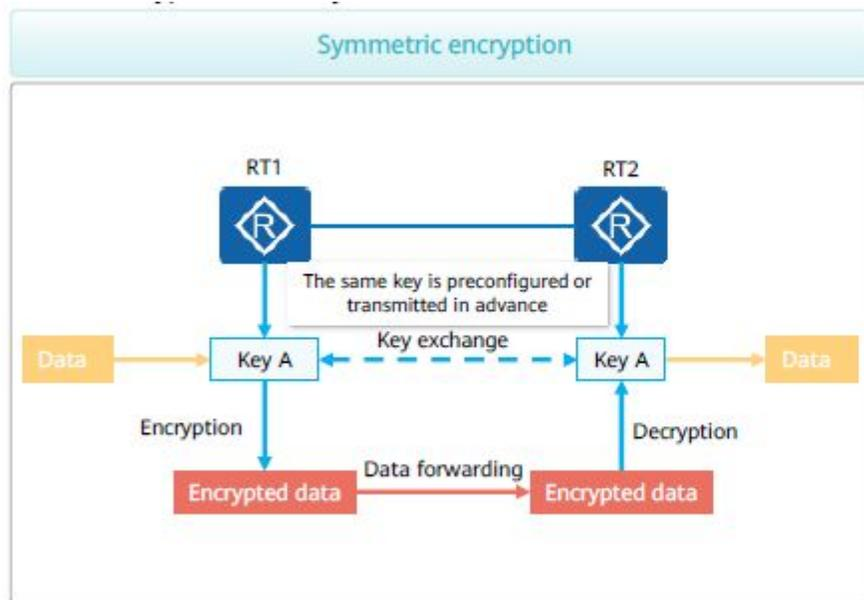 Symmetric encryption
RT1
RT2
R
R
The same key is preconfigured or
transmitted in advance
Key exchange
Data
Key A
Key A
Data
Encryption
Decryption
Data forwarding
Encrypted data
Encrypted data